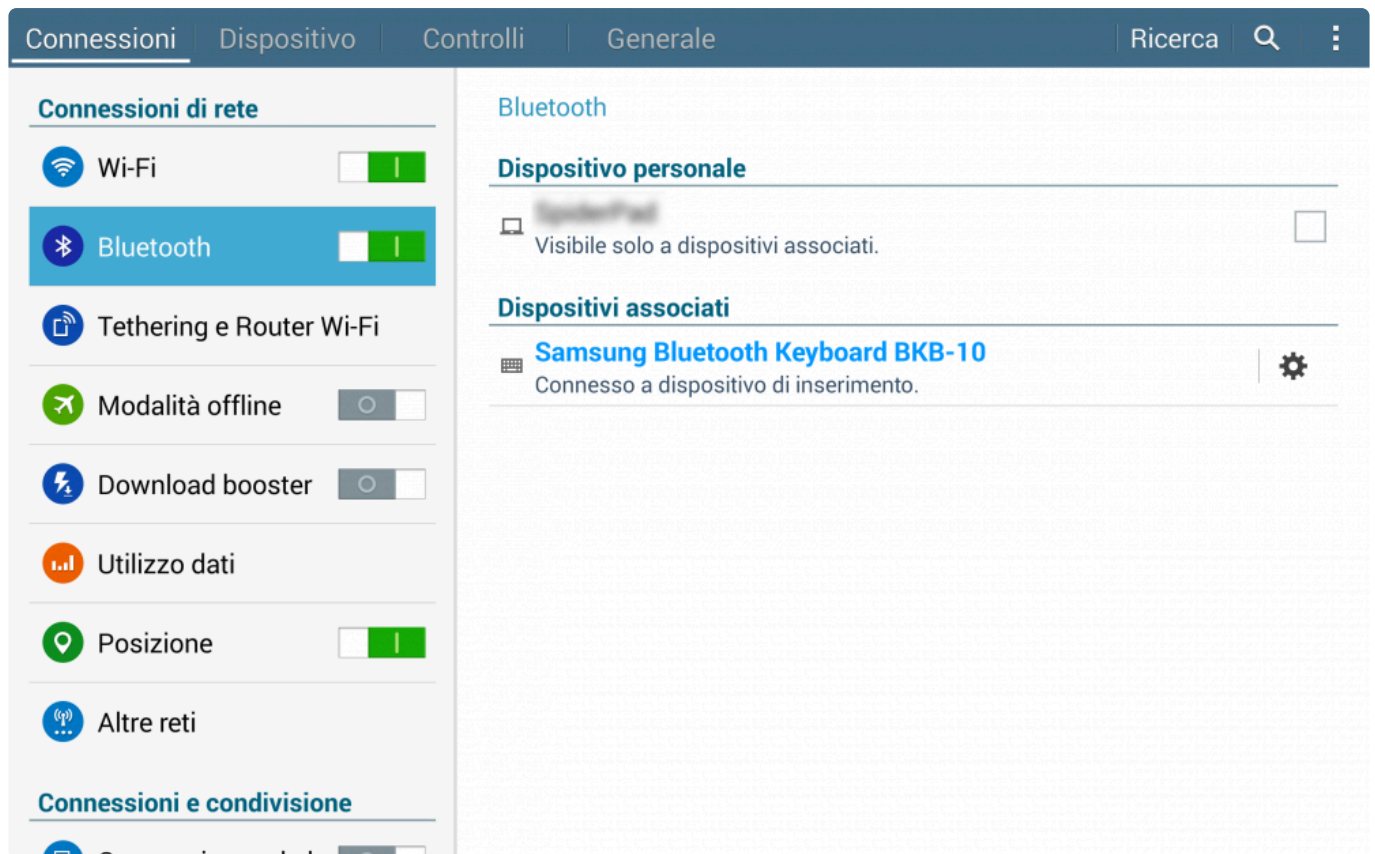 Connessioni Dispositivo Controlli Generale Ricerca
Connessioni di rete
Wi-Fi
Bluetooth
Tethering e Router Wi-Fi
Modalità offline
Download booster
Utilizzo dati
Posizione
Altre reti
Connessioni e condivisione
Bluetooth
Dispositivo personale
Visibile solo a dispositivi associati.
Dispositivi associati
Samsung Bluetooth Keyboard BKB-10
Connesso a dispositivo di inserimento.